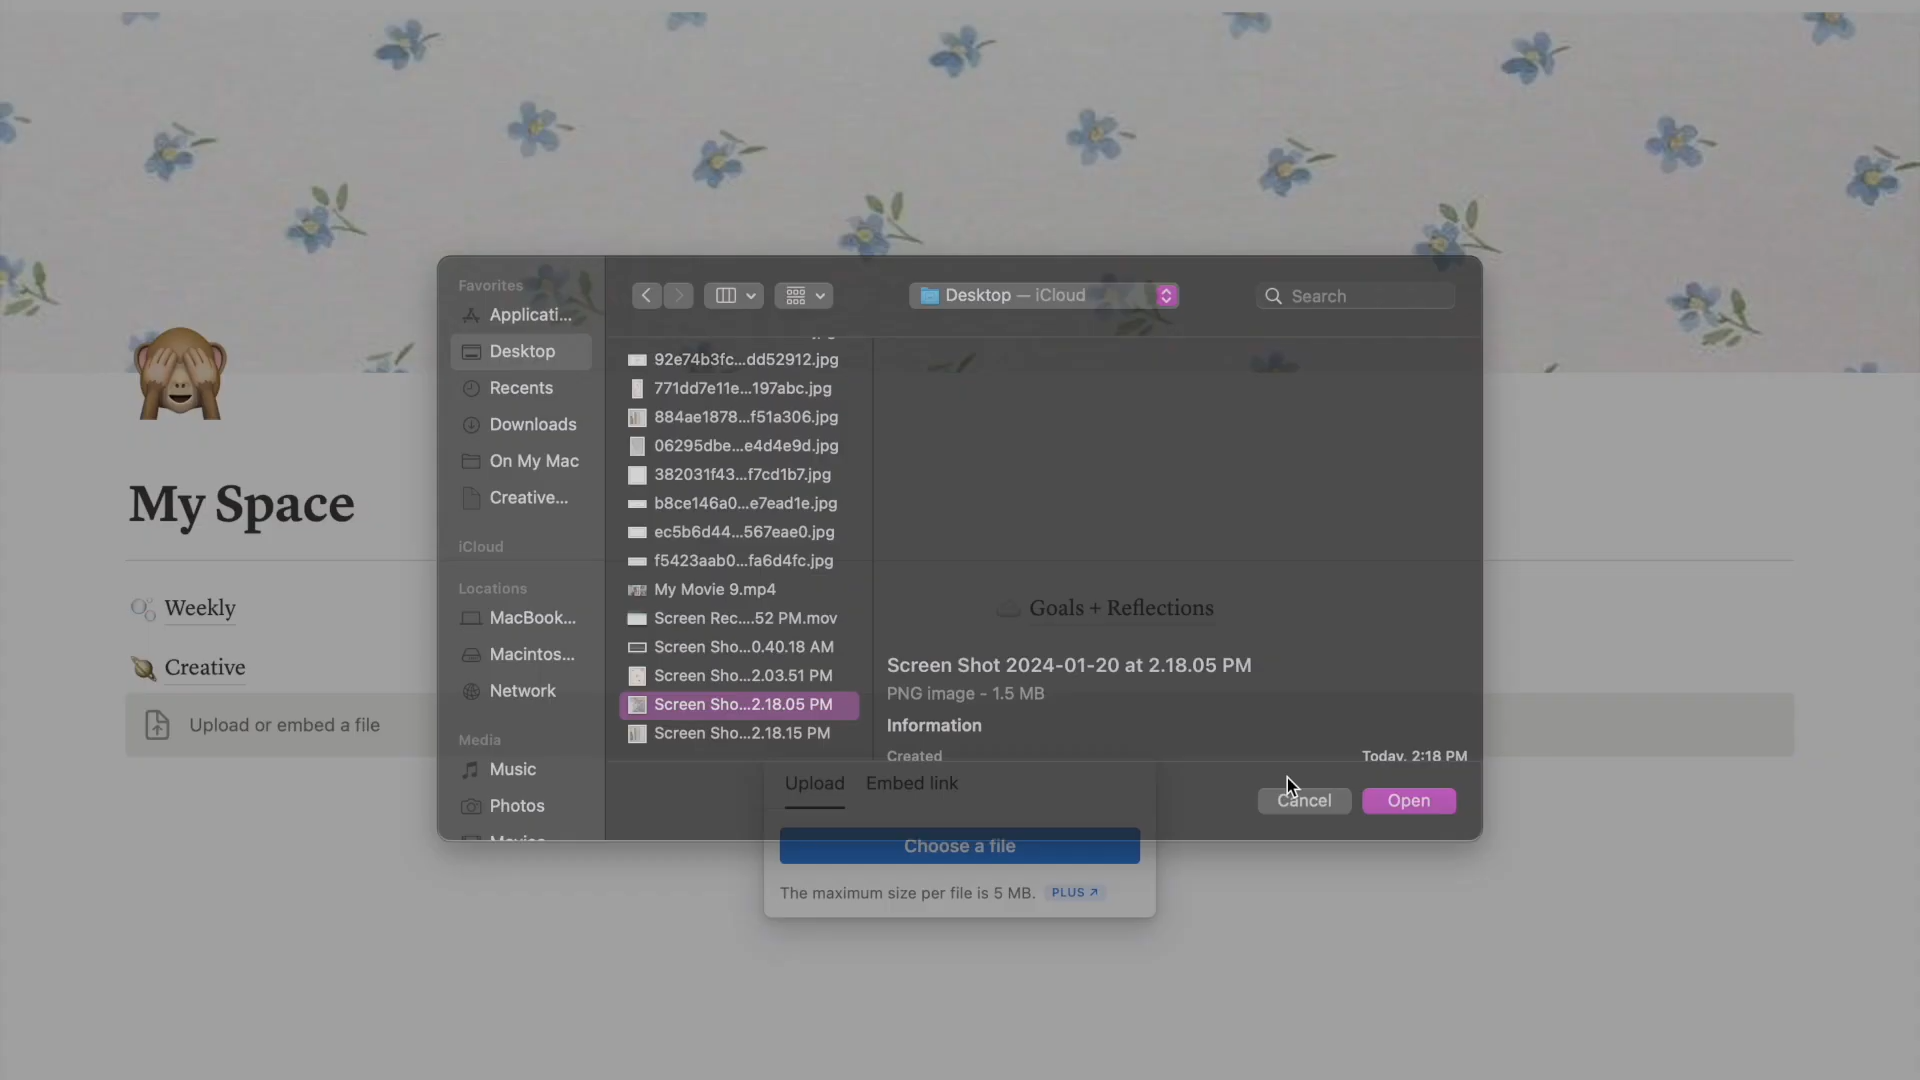 Favorites
Applicati...
Desktop
Recents
Downloads
On My Mac
Creative...
iCloud
Locations
MacBook...
Macintos...
Network
Media
Music
Photos
Movies
Desktop — iCloud
Search
92e74b3fc...dd52912.jpg
771dd7e11e...197abc.jpg
884ae1878...f51a306.jpg
06295dbe...e4d4e9d.jpg
382031f43...f7cd1b7.jpg
b8ce146a0...e7ead1e.jpg
ec5b6d44...567eae0.jpg
f5423aab0...fa6d4fc.jpg
My Movie 9.mp4
Screen Rec....52 PM.mov
Screen Sho...0.40.18 AM
Screen Sho...2.03.51 PM
Screen Sho...2.18.05 PM
Screen Sho...2.18.15 PM
Screen Shot 2024-01-20 at 2.18.05 PM
PNG image - 1.5 MB
Information
Created Today, 2:18 PM
Cancel
Open
My Space
Weekly
Goals + Reflections
Creative
Upload or embed a file
Upload
Embed link
Choose a file
The maximum size per file is 5 MB. PLUS ↗